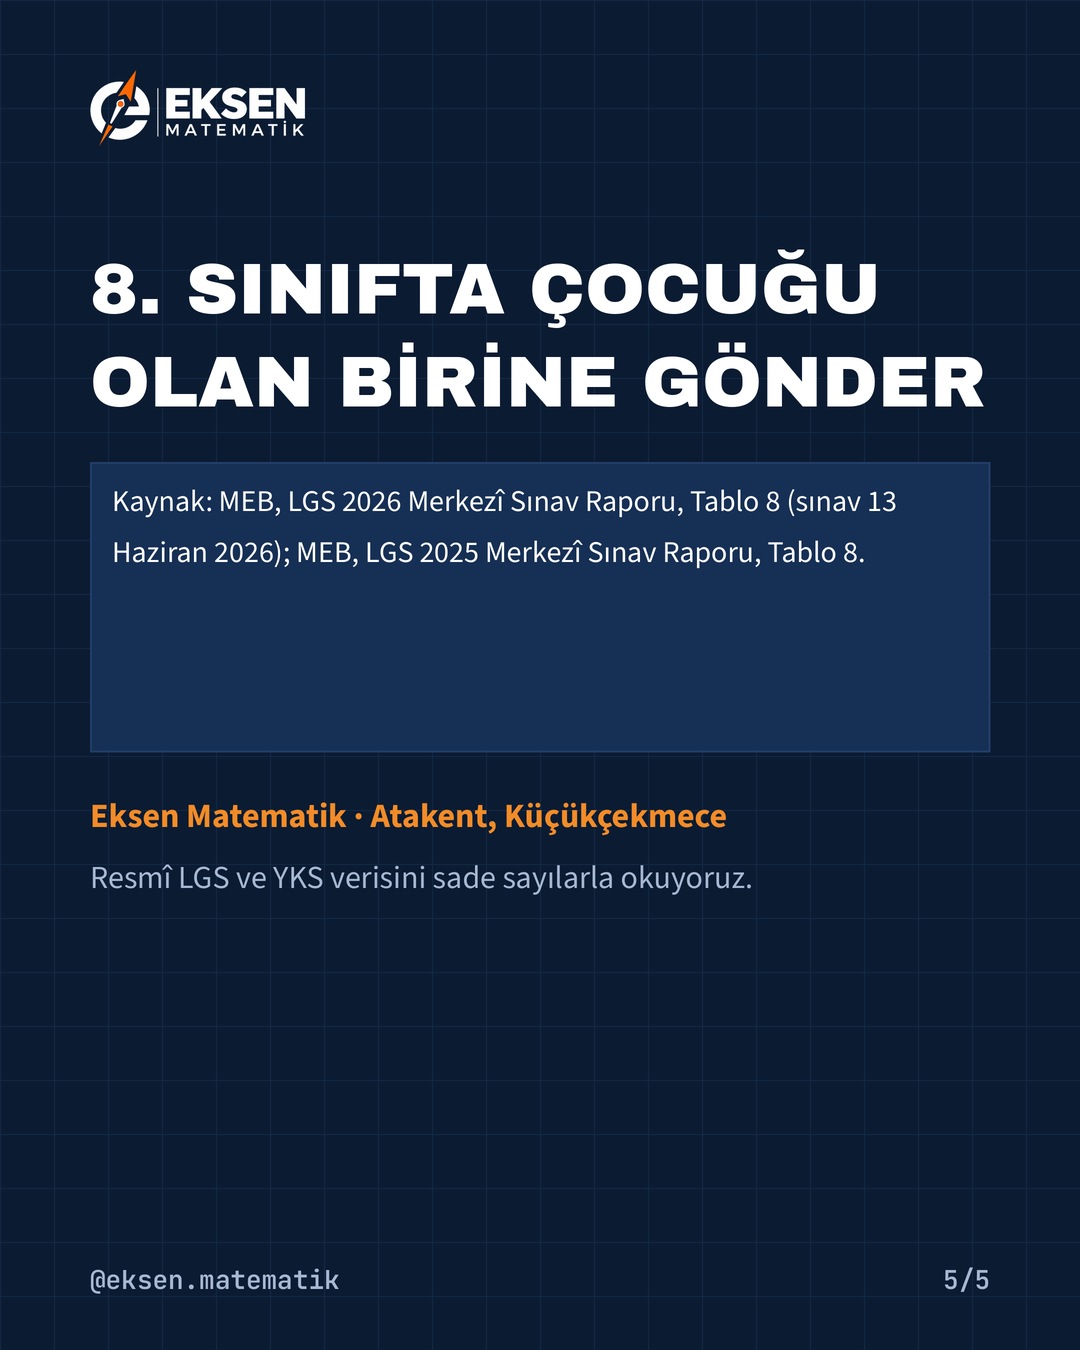 EKSEN
MATEMATİK
8. SINIFTA ÇOCUĞU
OLAN BİRİNE GÖNDER
Kaynak: MEB, LGS 2026 Merkezî Sınav Raporu, Tablo 8 (sınav 13
Haziran 2026); MEB, LGS 2025 Merkezî Sınav Raporu, Tablo 8.
Eksen Matematik · Atakent, Küçükçekmece
Resmî LGS ve YKS verisini sade sayılarla okuyoruz.
@eksen.matematik
5/5